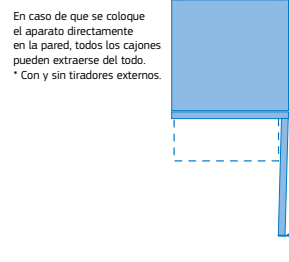 En caso de que se coloque
el aparato directamente
en la pared, todos los cajones
pueden extraerse del todo.
* Con y sin tiradores externos.